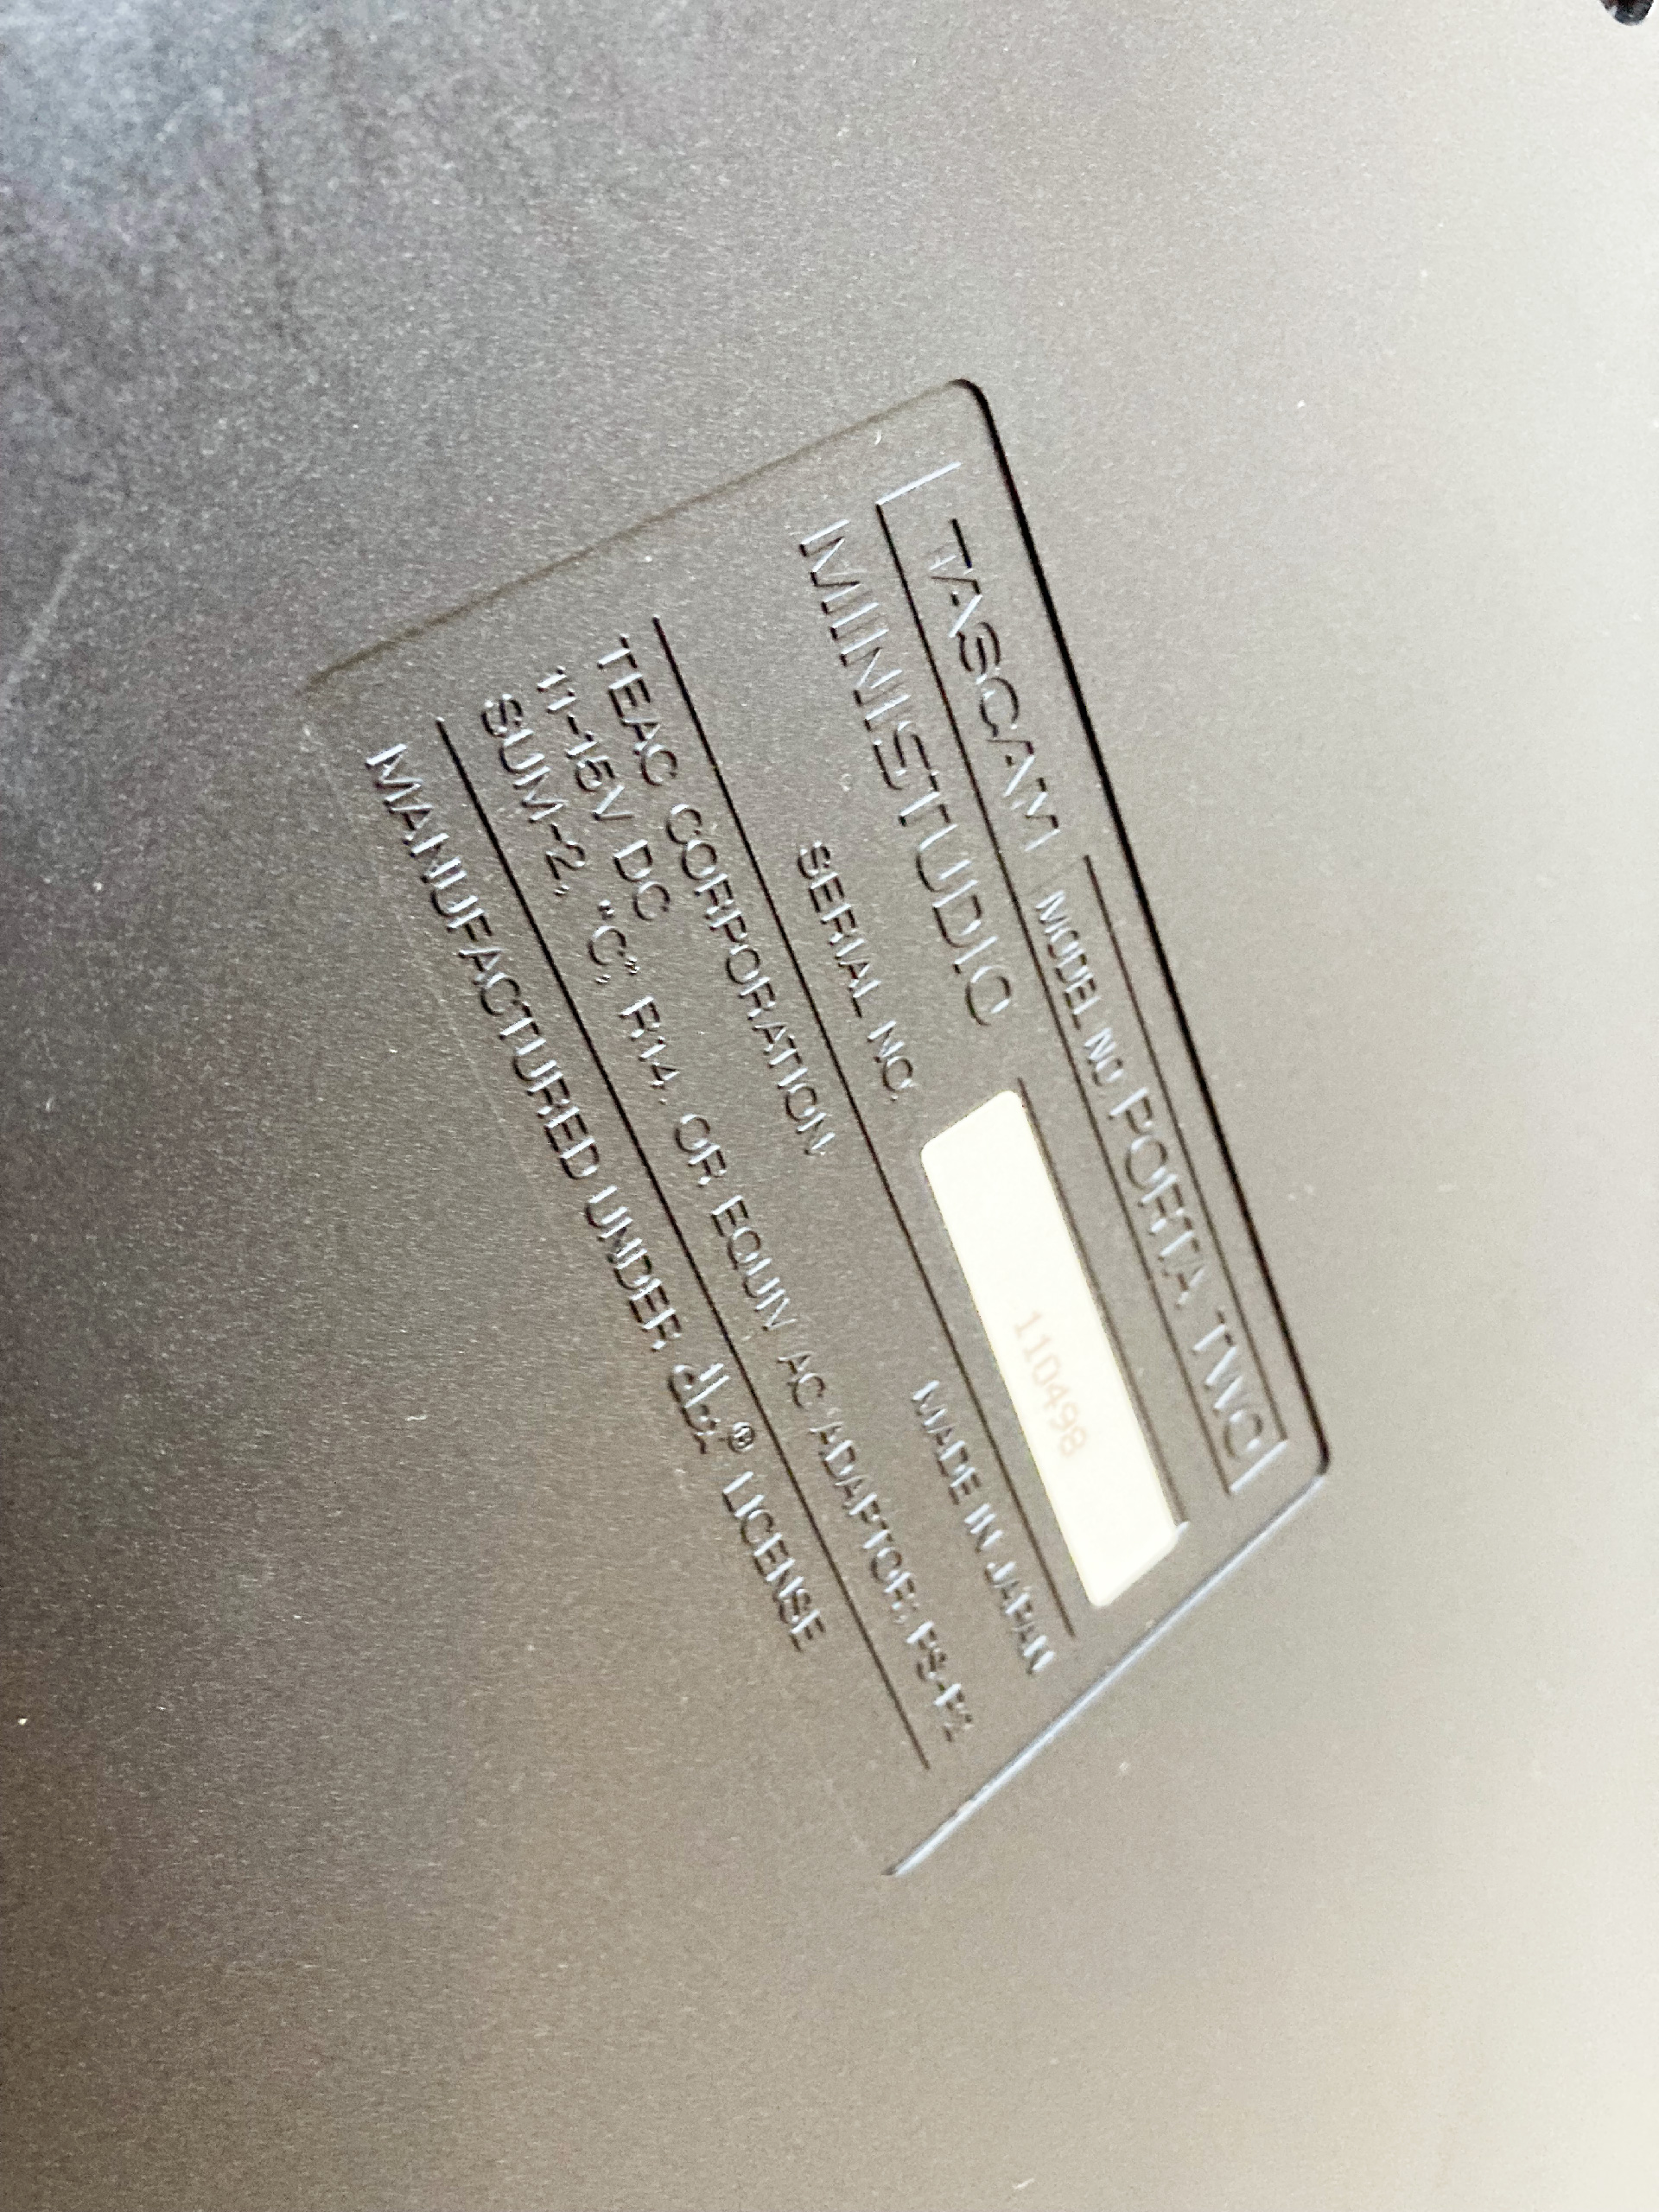 TASCAM MODEL NO. PORTA TWO
MINISTUDIO
SERIAL NO. 110498
TEAC CORPORATION. MADE IN JAPAN
11-15V DC
SUM-2, "C," R14, OR EQUIV AC ADAPTOR: PS-P2
MANUFACTURED UNDER dbx® LICENSE